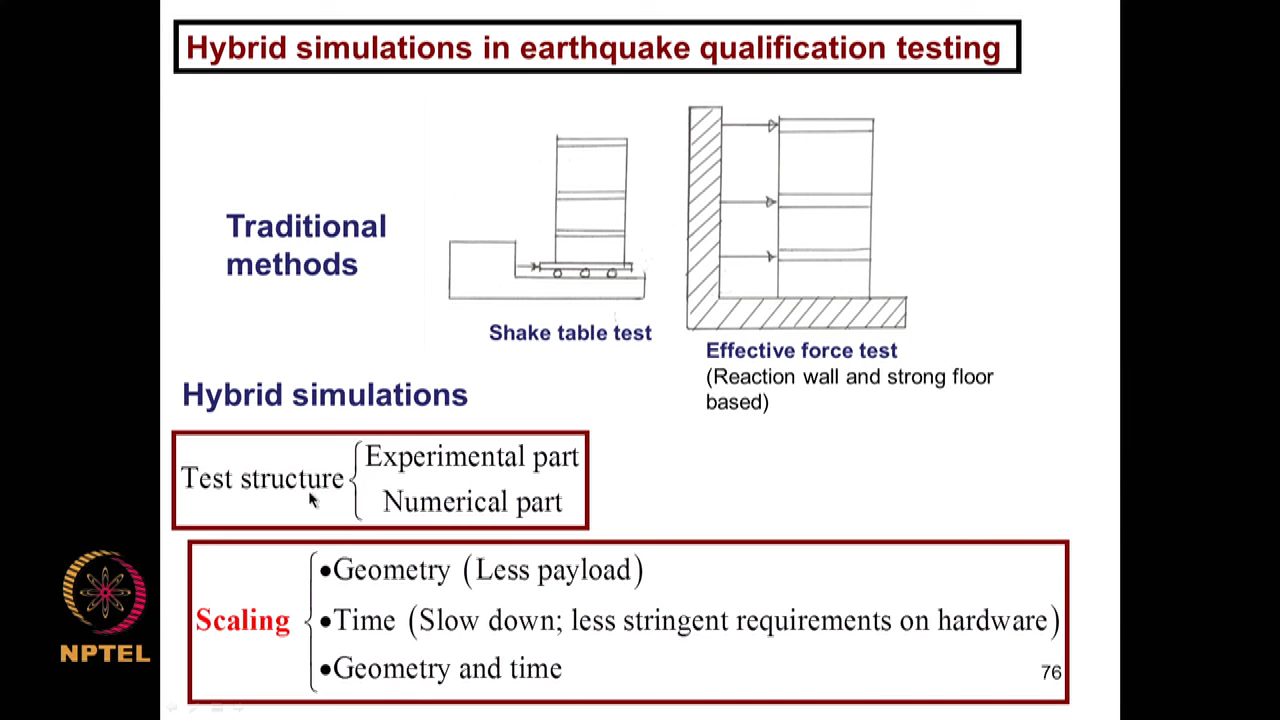 Hybrid simulations in earthquake qualification testing
Traditional
methods
Shake table test
Effective force test
(Reaction wall and strong floor
based)
Hybrid simulations
Test structure
Experimental part
Numerical part
Scaling
•Geometry (Less payload)
•Time (Slow down; less stringent requirements on hardware)
•Geometry and time
76
NPTEL